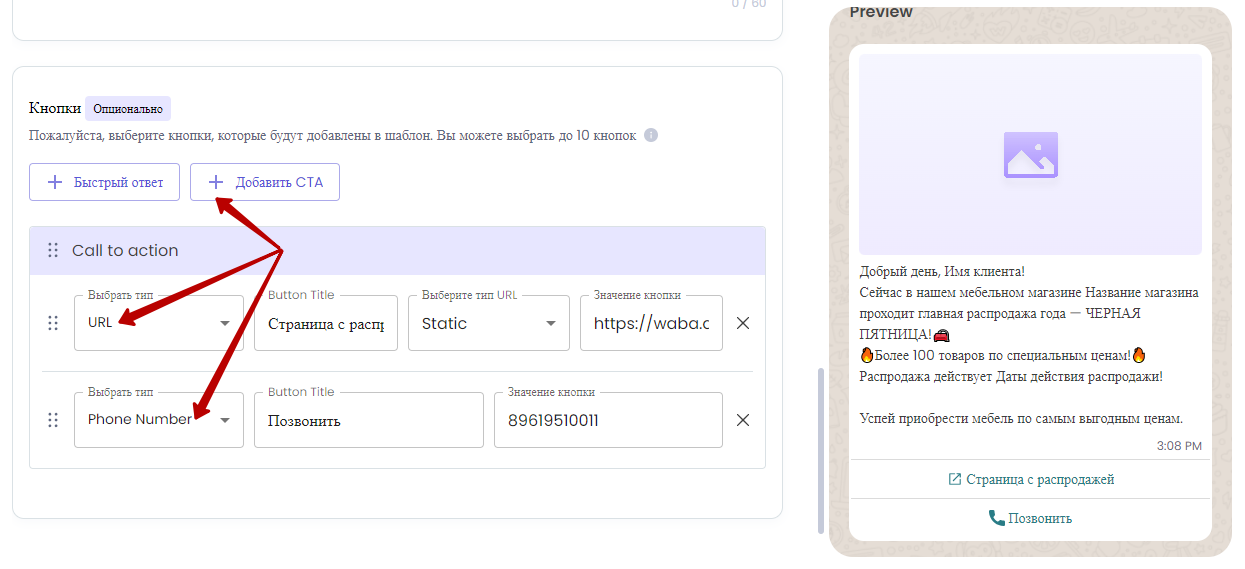 0 / 60
Кнопки Опционально
Пожалуйста, выберите кнопки, которые будут добавлены в шаблон. Вы можете выбрать до 10 кнопок i
Быстрый ответ
Добавить CTA
Call to action
Выбрать тип
URL
Button Title
Страница с расп
Выберите тип URL
Static
Значение кнопки
https://waba.c
Выбрать тип
Phone Number
Button Title
Позвонить
Значение кнопки
89619510011
Preview
Добрый день, Имя клиента!
Сейчас в нашем мебельном магазине Название магазина
проходит главная распродажа года — ЧЕРНАЯ
ПЯТНИЦА!
Более 100 товаров по специальным ценам!
Распродажа действует Даты действия распродажи!
Успей приобрести мебель по самым выгодным ценам.
3:08 PM
Страница с распродажей
Позвонить